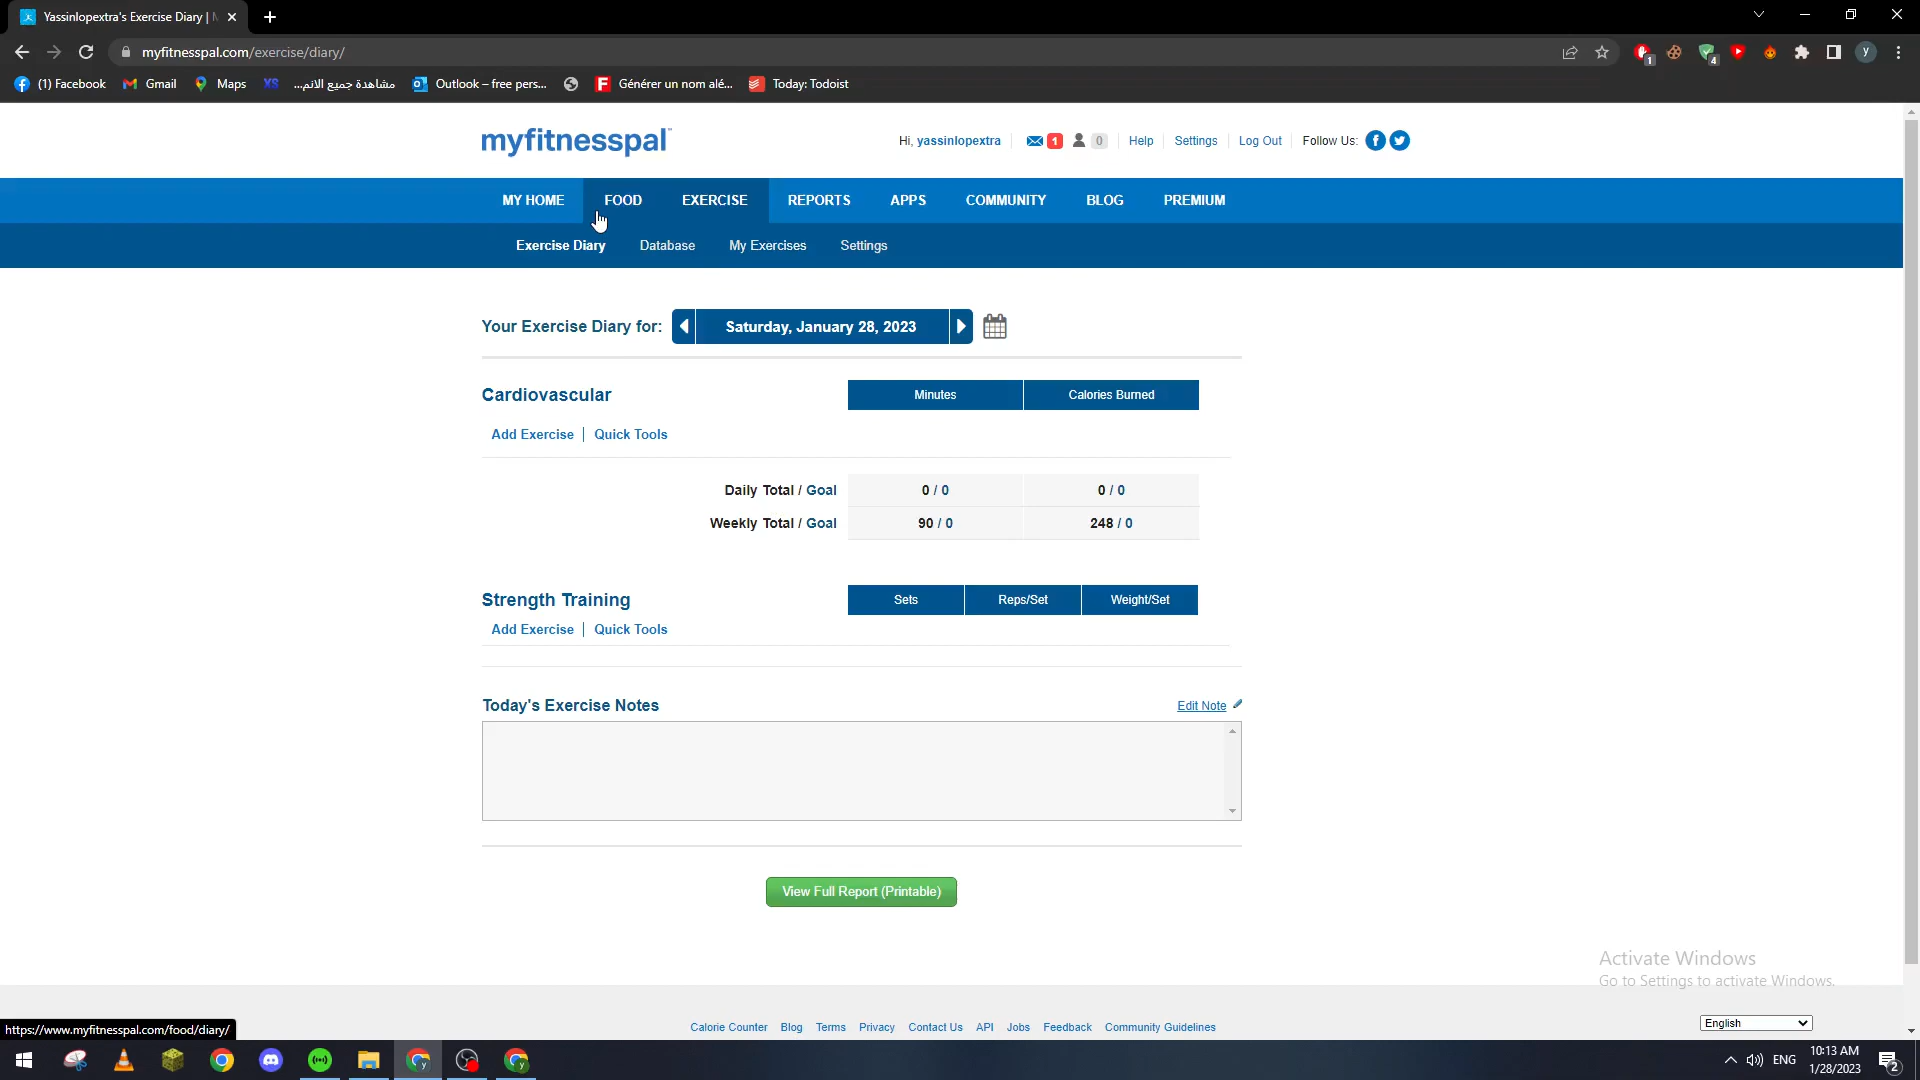 Yassinlopextra's Exercise Diary |
myfitnesspal.com/exercise/diary/
1
4
y
(1) Facebook
Gmail
Maps
XS
مشاهدة جميع الانم...
Outlook – free pers...
Générer un nom alé...
Today: Todoist
myfitnesspal
Hi, yassinlopextra
1
0
Help
Settings
Log Out
Follow Us:
MY HOME
FOOD
EXERCISE
REPORTS
APPS
COMMUNITY
BLOG
PREMIUM
Exercise Diary
Database
My Exercises
Settings
Your Exercise Diary for:
Saturday, January 28, 2023
Cardiovascular
Minutes
Calories Burned
Add Exercise
Quick Tools
Daily Total / Goal
0 / 0
0 / 0
Weekly Total / Goal
90 / 0
248 / 0
Strength Training
Sets
Reps/Set
Weight/Set
Add Exercise
Quick Tools
Today's Exercise Notes
Edit Note
View Full Report (Printable)
Activate Windows
Go to Settings to activate Windows.
https://www.myfitnesspal.com/food/diary/
Calorie Counter
Blog
Terms
Privacy
Contact Us
API
Jobs
Feedback
Community Guidelines
English
ENG
10:13 AM
1/28/2023
2